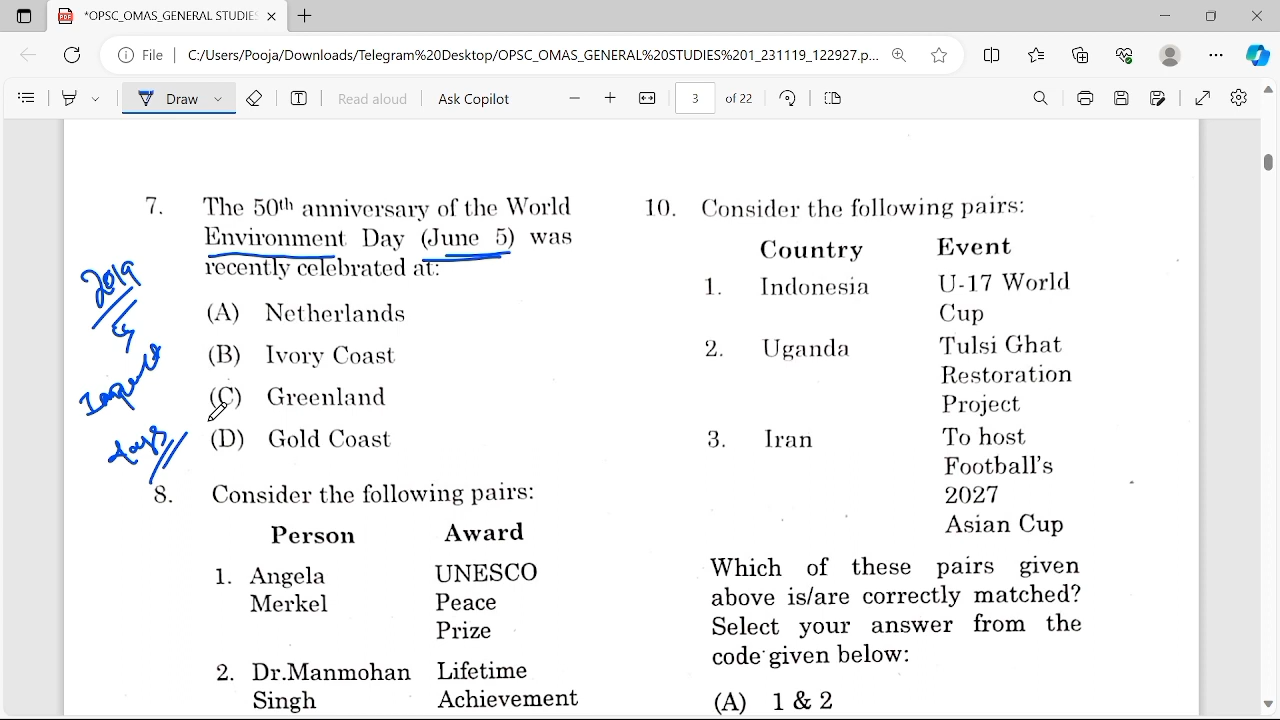 *OPSC_OMAS_GENERAL STUDIES
File
C:/Users/Pooja/Downloads/Telegram%20Desktop/OPSC_OMAS_GENERAL%20STUDIES%201_231119_122927.p...
Draw
Read aloud
Ask Copilot
3
of 22
7. The 50th anniversary of the World
Environment Day (June 5) was
recently celebrated at:
(A) Netherlands
(B) Ivory Coast
(C) Greenland
(D) Gold Coast
2019
days
8. Consider the following pairs:
Person Award
1. Angela UNESCO
Merkel Peace
Prize
2. Dr.Manmohan Lifetime
Singh Achievement
10. Consider the following pairs:
Country Event
1. Indonesia U-17 World
Cup
2. Uganda Tulsi Ghat
Restoration
Project
3. Iran To host
Football's
2027
Asian Cup
Which of these pairs given
above is/are correctly matched?
Select your answer from the
code given below:
(A) 1 & 2